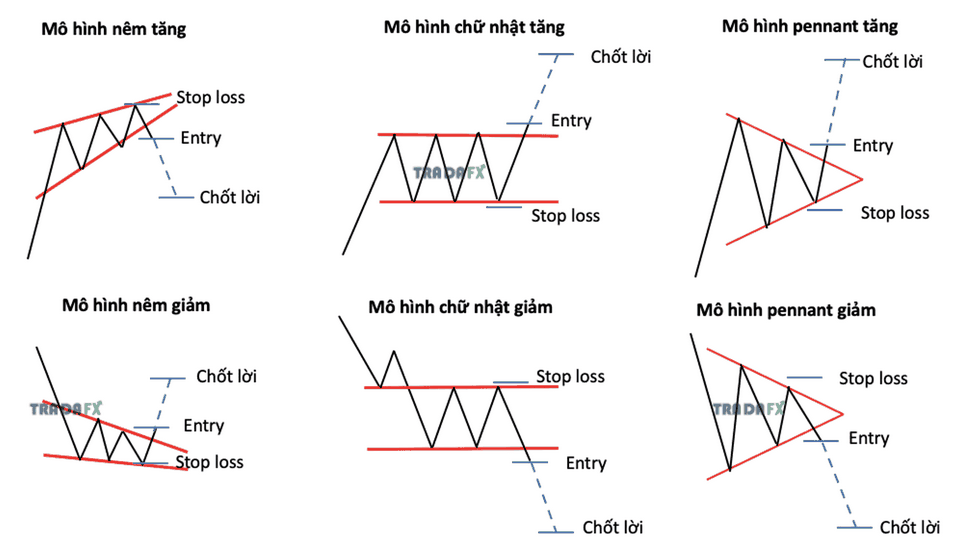 Mô hình nêm tăng
Stop loss
Entry
Chốt lời
Mô hình chữ nhật tăng
Chốt lời
Entry
TRADAFX
Stop loss
Mô hình pennant tăng
Chốt lời
Entry
Stop loss
Mô hình nêm giảm
Chốt lời
TRADAFX
Entry
Stop loss
Mô hình chữ nhật giảm
Stop loss
Entry
Chốt lời
Mô hình pennant giảm
Stop loss
TRADAFX
Entry
Chốt lời